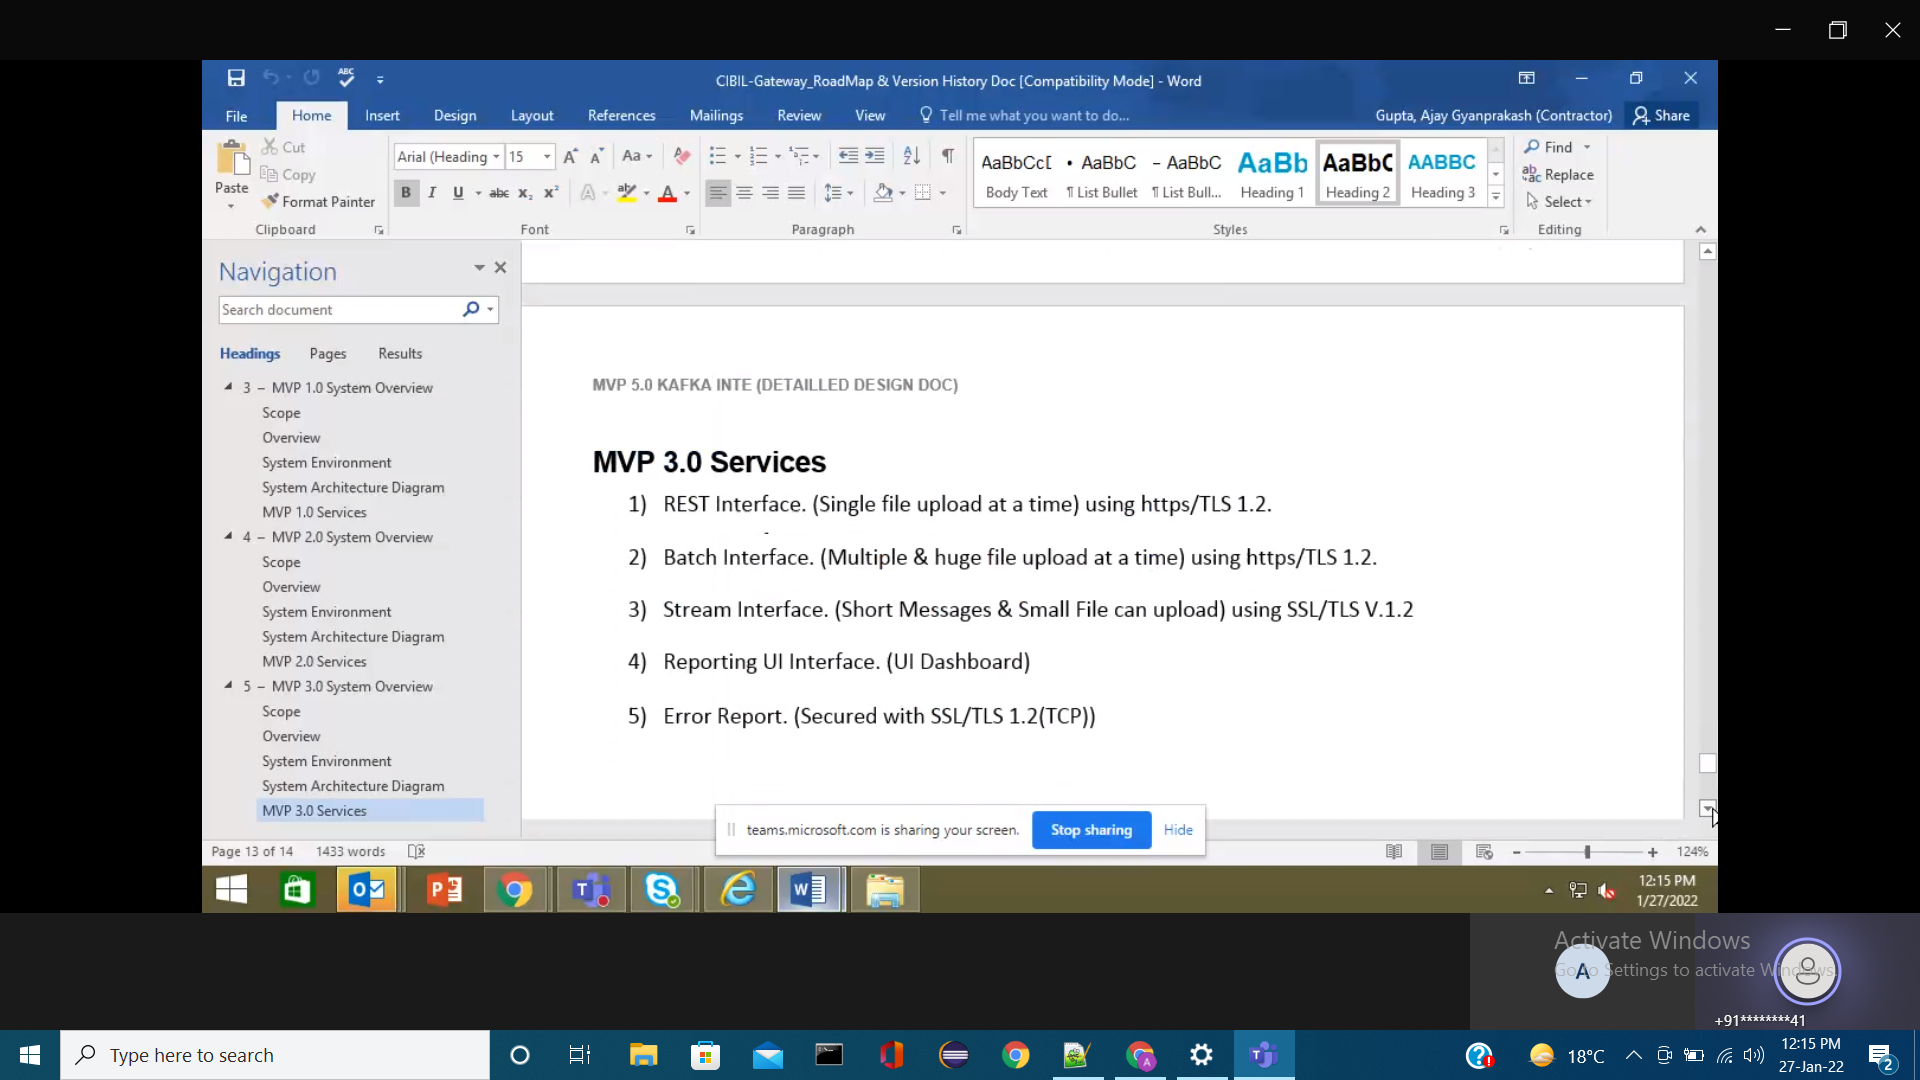 CIBIL-Gateway_RoadMap & Version History Doc [Compatibility Mode] - Word
File Home Insert Design Layout References Mailings Review View Tell me what you want to do... Gupta, Ajay Gyanprakash (Contractor) Share
Paste
Cut
Copy
Format Painter
Clipboard
Arial (Heading 15
Font
Paragraph
AaBbCcD AaBbC AaBbC AaBb AaBbC AABBC
Body Text ¶ List Bullet ¶ List Bull... Heading 1 Heading 2 Heading 3
Styles
Find
Replace
Select
Editing
Navigation
Search document
Headings Pages Results
3 – MVP 1.0 System Overview
Scope
Overview
System Environment
System Architecture Diagram
MVP 1.0 Services
4 – MVP 2.0 System Overview
Scope
Overview
System Environment
System Architecture Diagram
MVP 2.0 Services
5 – MVP 3.0 System Overview
Scope
Overview
System Environment
System Architecture Diagram
MVP 3.0 Services
MVP 5.0 KAFKA INTE (DETAILLED DESIGN DOC)
MVP 3.0 Services
1) REST Interface. (Single file upload at a time) using https/TLS 1.2.
2) Batch Interface. (Multiple & huge file upload at a time) using https/TLS 1.2.
3) Stream Interface. (Short Messages & Small File can upload) using SSL/TLS V.1.2
4) Reporting UI Interface. (UI Dashboard)
5) Error Report. (Secured with SSL/TLS 1.2(TCP))
teams.microsoft.com is sharing your screen. Stop sharing Hide
Page 13 of 14 1433 words 124%
12:15 PM
1/27/2022
Activate Windows
Go to Settings to activate Windows.
A
+91********41
Type here to search
18°C
12:15 PM
27-Jan-22
2